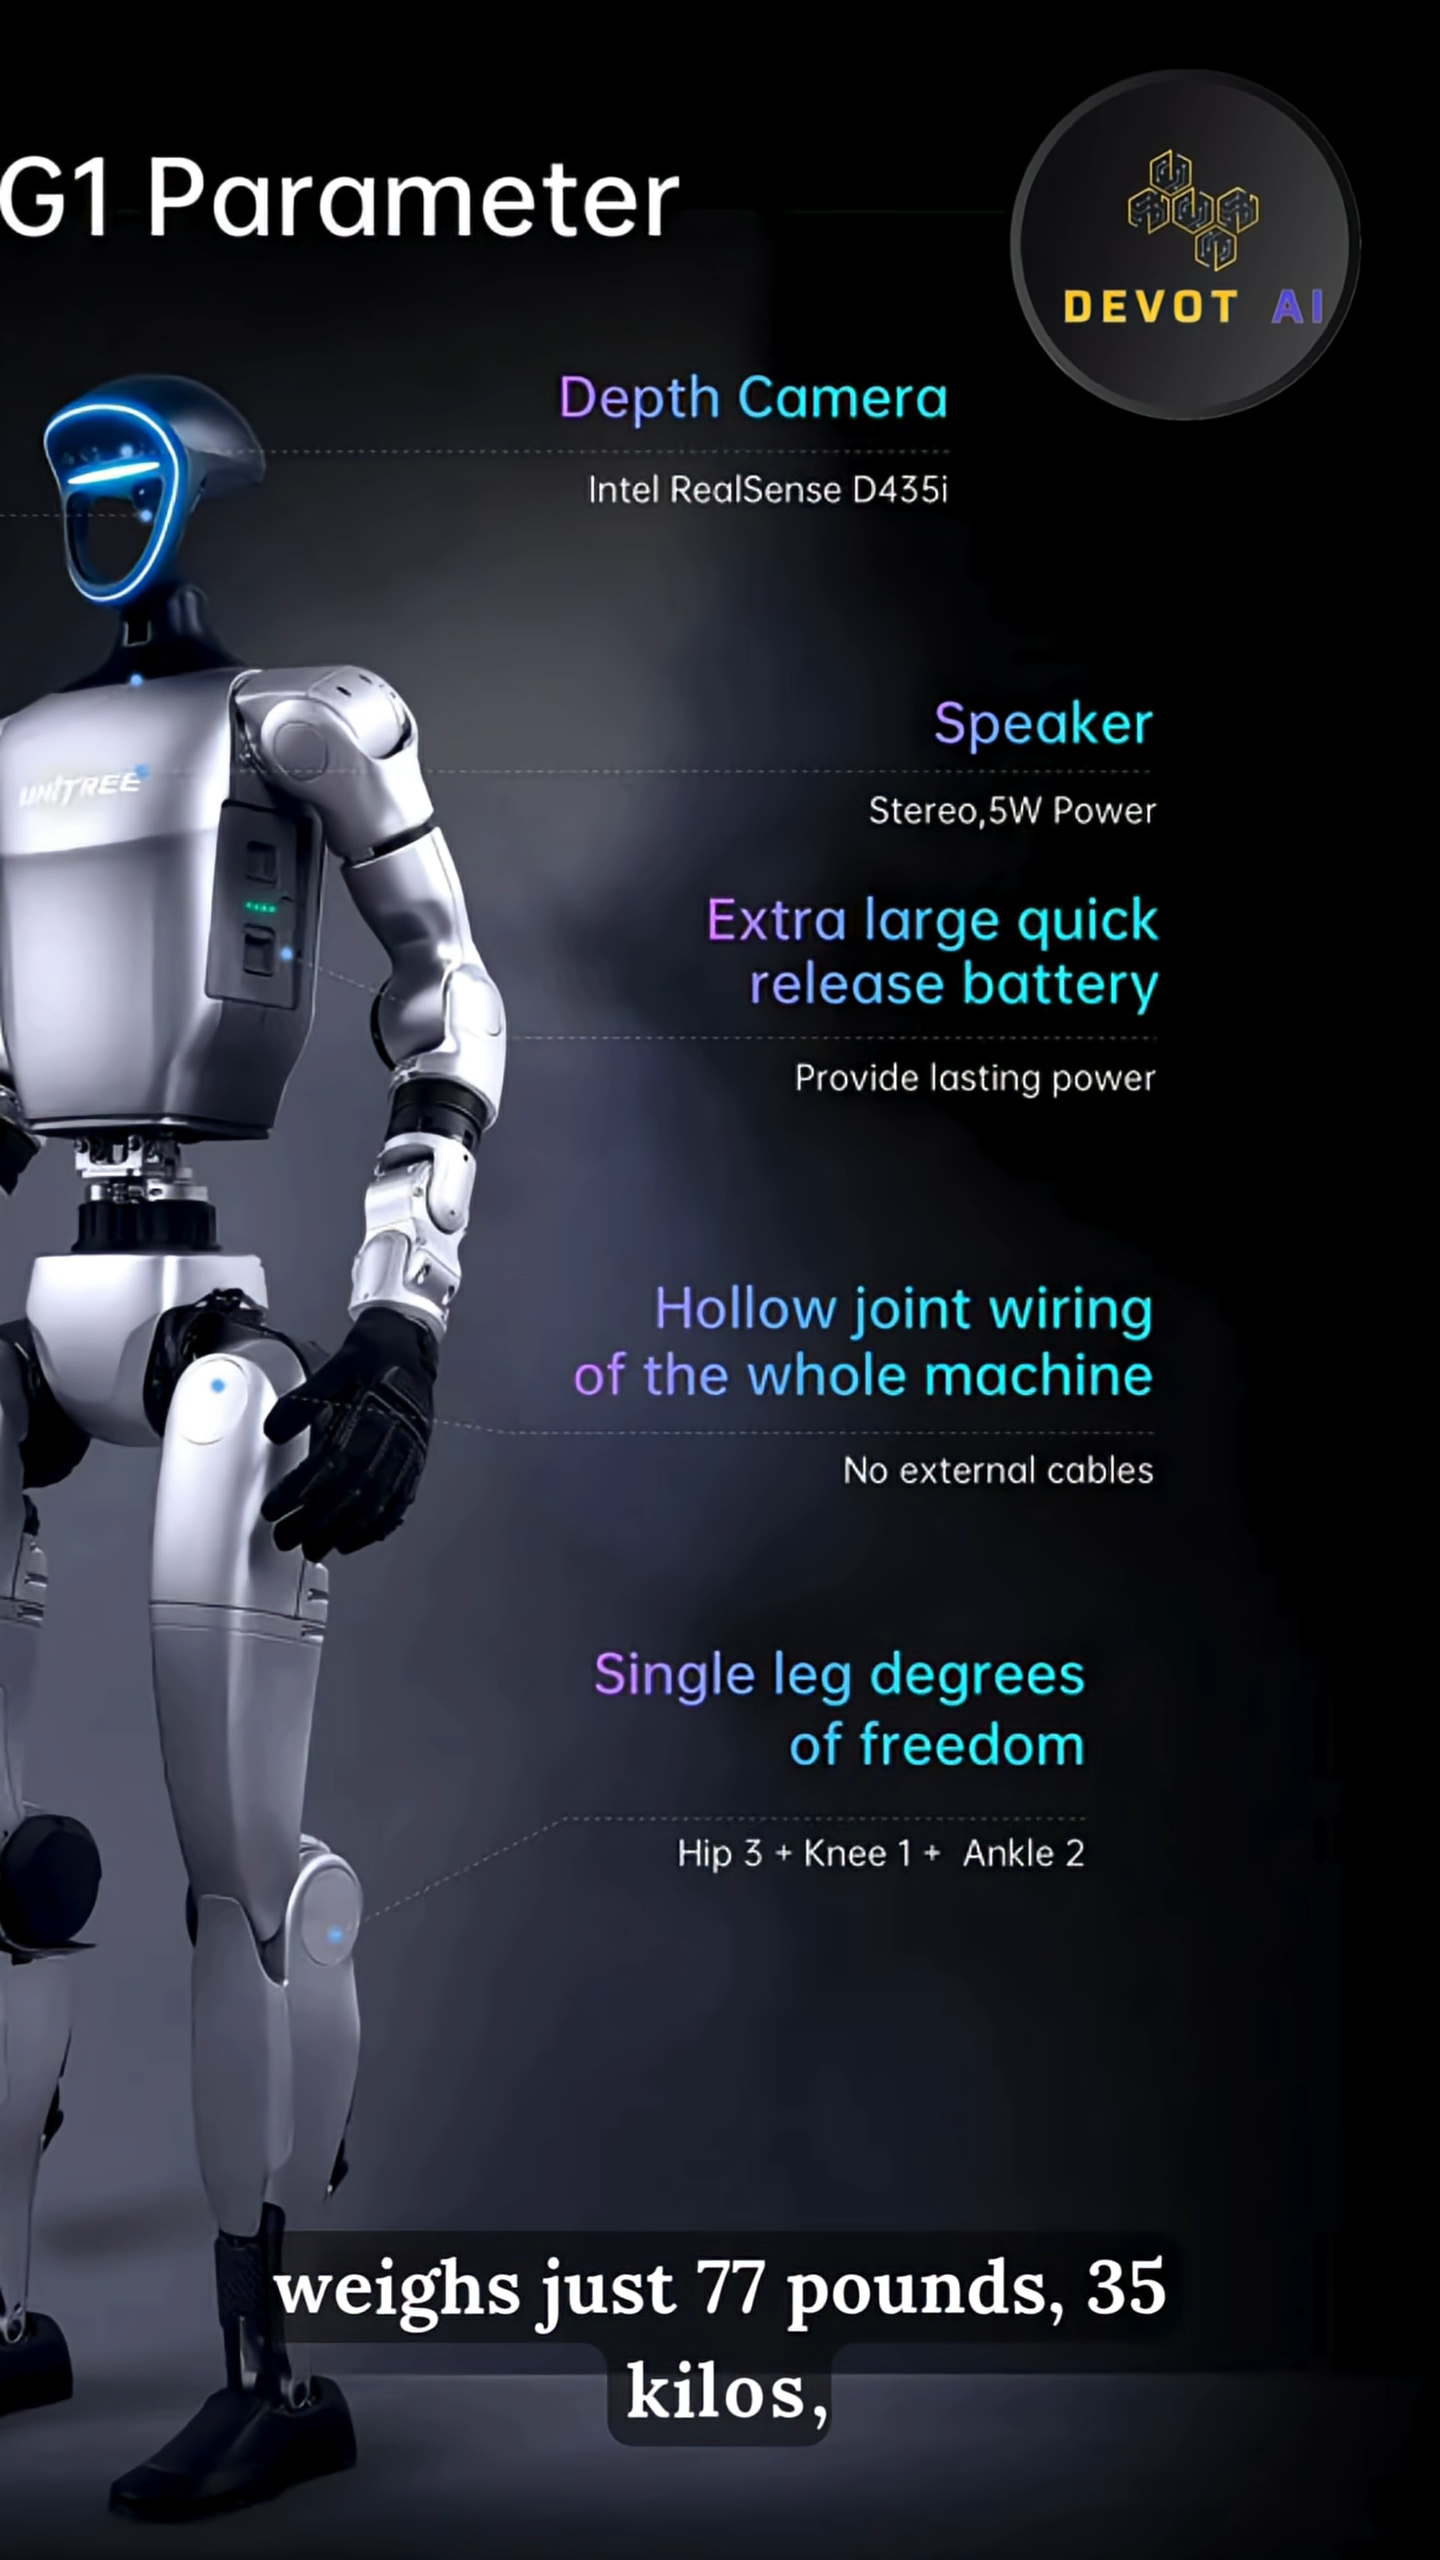 G1 Parameter
DEVOT AI
Depth Camera
Intel RealSense D435i
Speaker
UNITREE
Stereo,5W Power
Extra large quick
release battery
Provide lasting power
Hollow joint wiring
of the whole machine
No external cables
Single leg degrees
of freedom
Hip 3 + Knee 1 + Ankle 2
weighs just 77 pounds, 35
kilos,